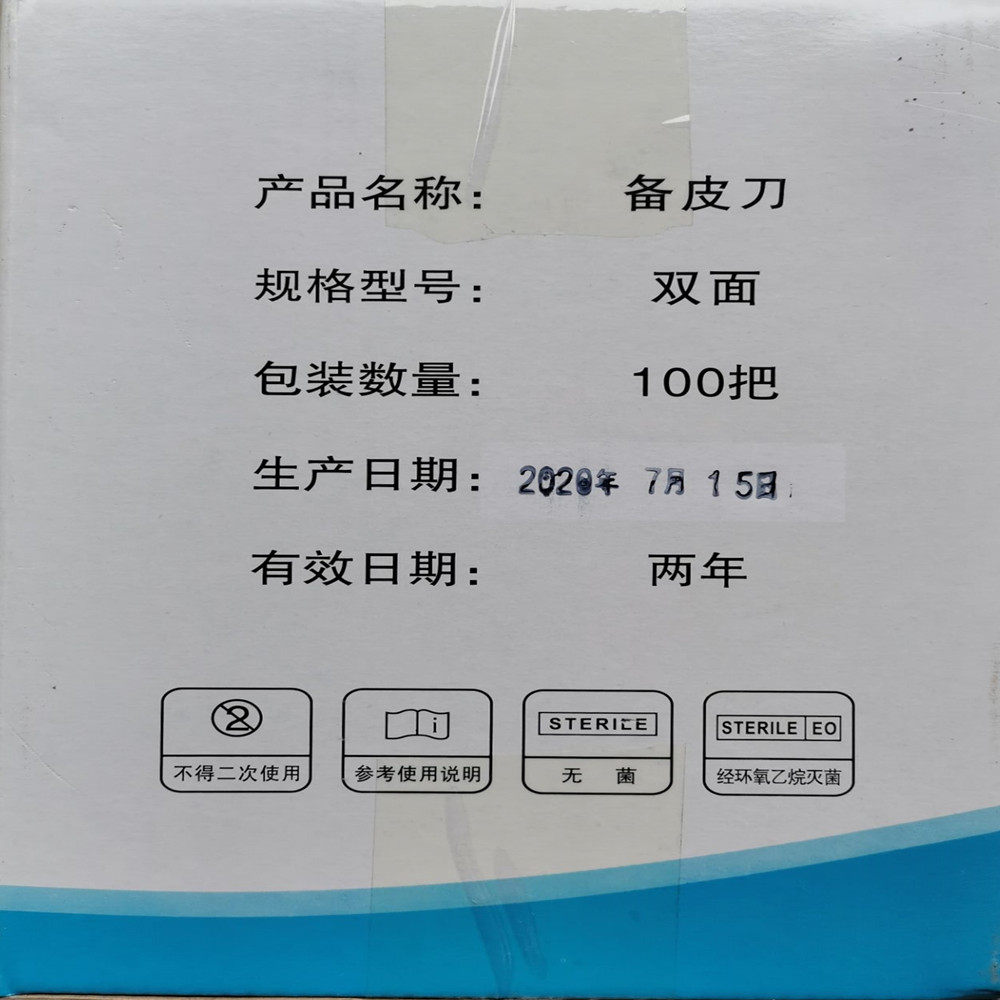 产品名称： 备皮刀
规格型号： 双面
包装数量： 100把
生产日期： 2020年 7月 15日
有效日期： 两年
2
i
STERILE
STERILE EO
不得二次使用
参考使用说明
无 菌
经环氧乙烷灭菌